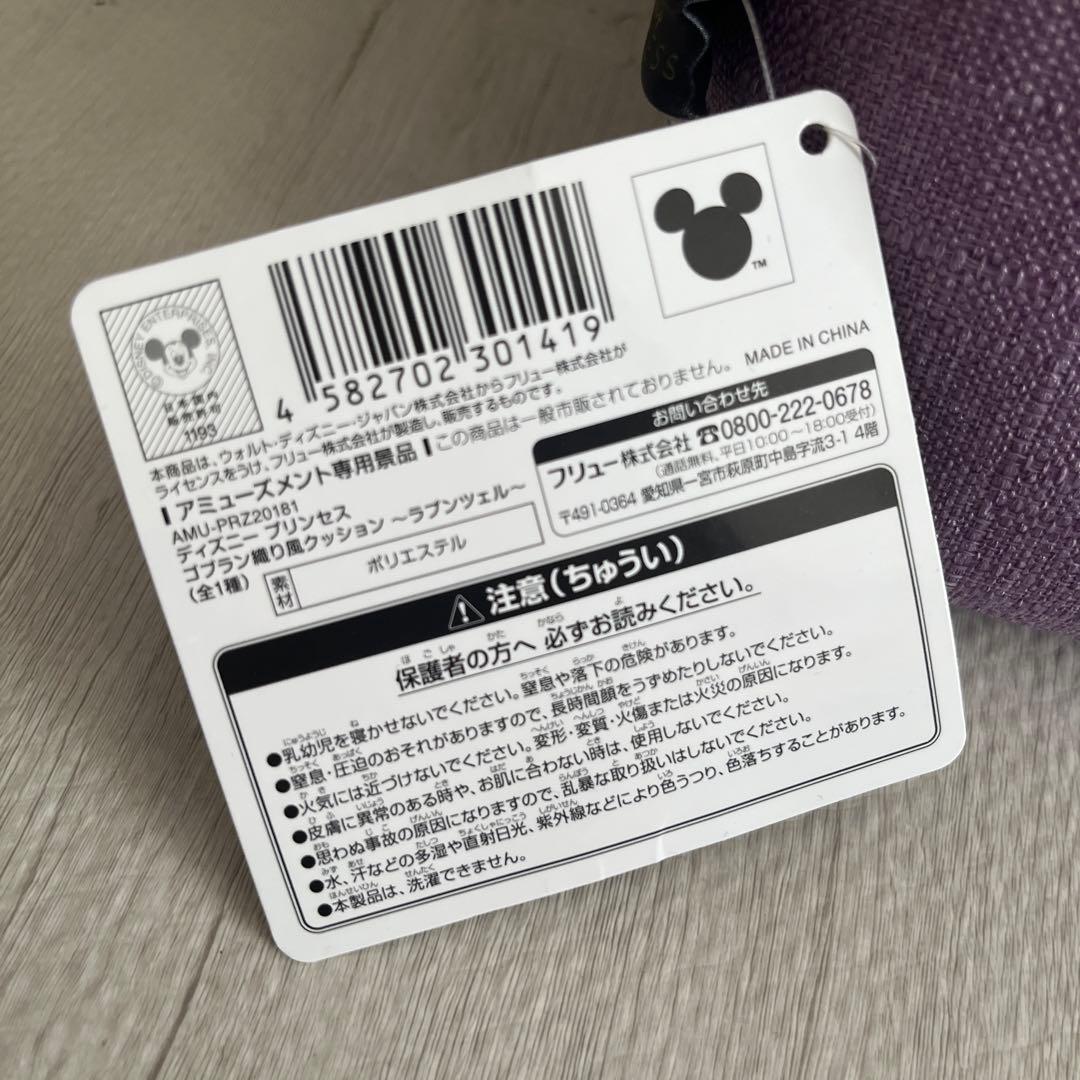 ESS
©DISNEY ENTERPRISES, INC.
日本国内
販売許可
1193
4 582702 301419
TM
本商品は、ウォルト・ディズニー・ジャパン株式会社からフリュー株式会社が
ライセンスをうけ、フリュー株式会社が製造し、販売するものです。
アミューズメント専用景品
この商品は一般市販されておりません。
MADE IN CHINA
AMU-PRZ20181
ディズニー プリンセス
ゴブラン織り風クッション ～ラプンツェル～
(全1種)
素材
ポリエステル
お問い合わせ先
フリュー株式会社 ☎0800-222-0678
(通話無料、平日10:00～18:00受付)
〒491-0364 愛知県一宮市萩原町中島字流3-1 4階
⚠ 注意(ちゅうい)
保護者の方へ 必ずお読みください。
●乳幼児を寝かせないでください。窒息や落下の危険があります。
●窒息・圧迫のおそれがありますので、長時間顔をうずめたりしないでください。
●火気には近づけないでください。変形・変質・火傷または火災の原因になります。
●皮膚に異常のある時や、お肌に合わない時は、使用しないでください。
●思わぬ事故の原因になりますので、乱暴な取り扱いはしないでください。
●水、汗などの多湿や直射日光、紫外線などにより色うつり、色落ちすることがあります。
●本製品は、洗濯できません。